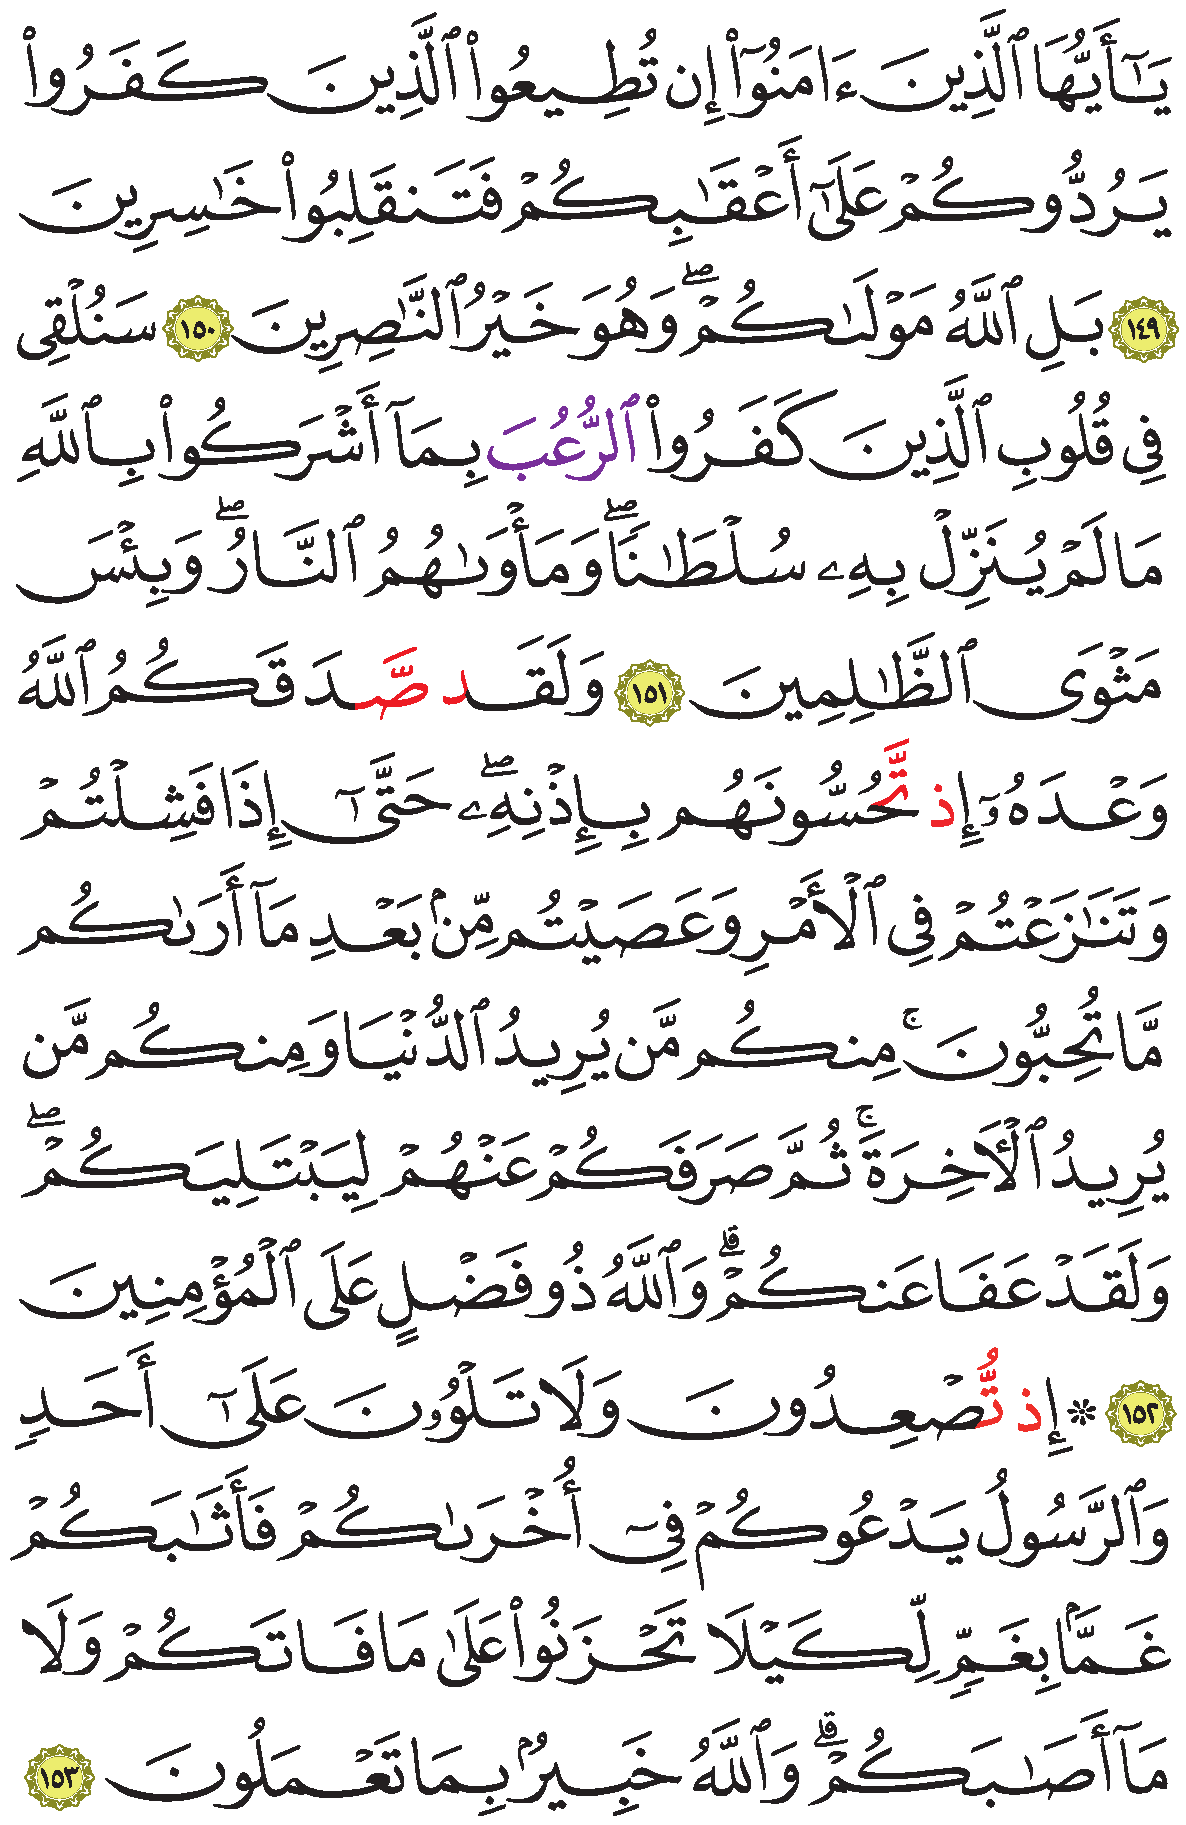 يَـٰٓأَيُّهَا ٱلَّذِينَ ءَامَنُوٓا۟ إِن تُطِيعُوا۟ ٱلَّذِينَ كَفَرُوا۟
يَرُدُّوكُمْ عَلَىٰٓ أَعْقَـٰبِكُمْ فَتَنقَلِبُوا۟ خَـٰسِرِينَ
١٤٩ بَلِ ٱللَّهُ مَوْلَىٰكُمْ ۖ وَهُوَ خَيْرُ ٱلنَّـٰصِرِينَ ١٥٠ سَنُلْقِى
فِى قُلُوبِ ٱلَّذِينَ كَفَرُوا۟ ٱلرُّعُبَ بِمَآ أَشْرَكُوا۟ بِٱللَّهِ
مَا لَمْ يُنَزِّلْ بِهِۦ سُلْطَـٰنًا ۖ وَمَأْوَىٰهُمُ ٱلنَّارُ ۖ وَبِئْسَ
مَثْوَى ٱلظَّـٰلِمِينَ ١٥١ وَلَقَد صَّدَقَكُمُ ٱللَّهُ
وَعْدَهُۥٓ إِذ تَّحُسُّونَهُم بِإِذْنِهِۦ ۖ حَتَّىٰٓ إِذَا فَشِلْتُمْ
وَتَنَـٰزَعْتُمْ فِى ٱلْأَمْرِ وَعَصَيْتُم مِّنۢ بَعْدِ مَآ أَرَىٰكُم
مَّا تُحِبُّونَ ۚ مِنكُم مَّن يُرِيدُ ٱلدُّنْيَا وَمِنكُم مَّن
يُرِيدُ ٱلْـَٔاخِرَةَ ۚ ثُمَّ صَرَفَكُمْ عَنْهُمْ لِيَبْتَلِيَكُمْ ۖ
وَلَقَدْ عَفَا عَنكُمْ ۗ وَٱللَّهُ ذُو فَضْلٍ عَلَى ٱلْمُؤْمِنِينَ
١٥٢ ۞ إِذ تُّصْعِدُونَ وَلَا تَلْوُۥنَ عَلَىٰٓ أَحَدٍ
وَٱلرَّسُولُ يَدْعُوكُمْ فِىٓ أُخْرَىٰكُمْ فَأَثَـٰبَكُمْ
غَمًّۢا بِغَمٍّ لِّكَيْلَا تَحْزَنُوا۟ عَلَىٰ مَا فَاتَكُمْ وَلَا
مَآ أَصَـٰبَكُمْ ۗ وَٱللَّهُ خَبِيرٌۢ بِمَا تَعْمَلُونَ ١٥٣